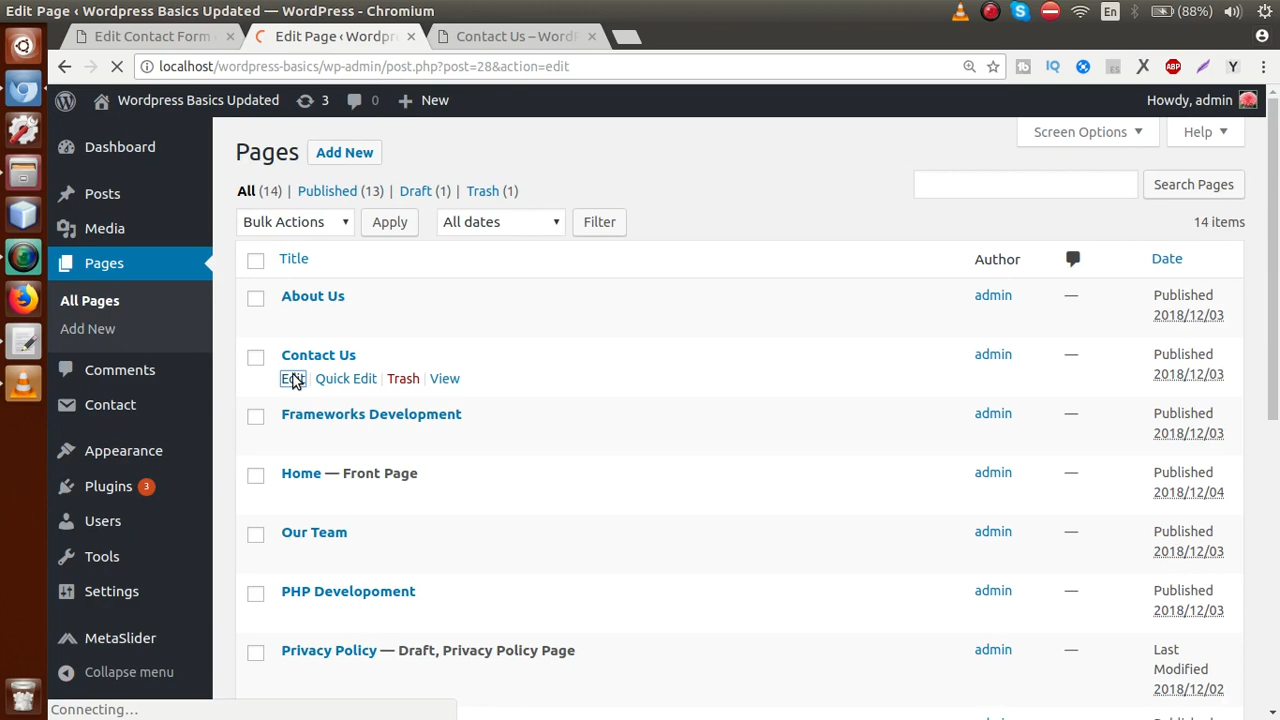 Edit Page ‹ Wordpress Basics Updated — WordPress - Chromium
En
(88%)
Edit Contact Form
Edit Page ‹ Wordpr
Contact Us – Word
localhost/wordpress-basics/wp-admin/post.php?post=28&action=edit
IQ
ES
X
ABP
Y
Wordpress Basics Updated
3
0
New
Howdy, admin
Dashboard
Posts
Media
Pages
All Pages
Add New
Comments
Contact
Appearance
Plugins 3
Users
Tools
Settings
MetaSlider
Collapse menu
Screen Options
Help
Pages
Add New
All (14) | Published (13) | Draft (1) | Trash (1)
Search Pages
Bulk Actions
Apply
All dates
Filter
14 items
Title
Author
Date
About Us
admin
—
Published
2018/12/03
Contact Us
Edit | Quick Edit | Trash | View
admin
—
Published
2018/12/03
Frameworks Development
admin
—
Published
2018/12/03
Home — Front Page
admin
—
Published
2018/12/04
Our Team
admin
—
Published
2018/12/03
PHP Developoment
admin
—
Published
2018/12/03
Privacy Policy — Draft, Privacy Policy Page
admin
—
Last
Modified
2018/12/02
Connecting...